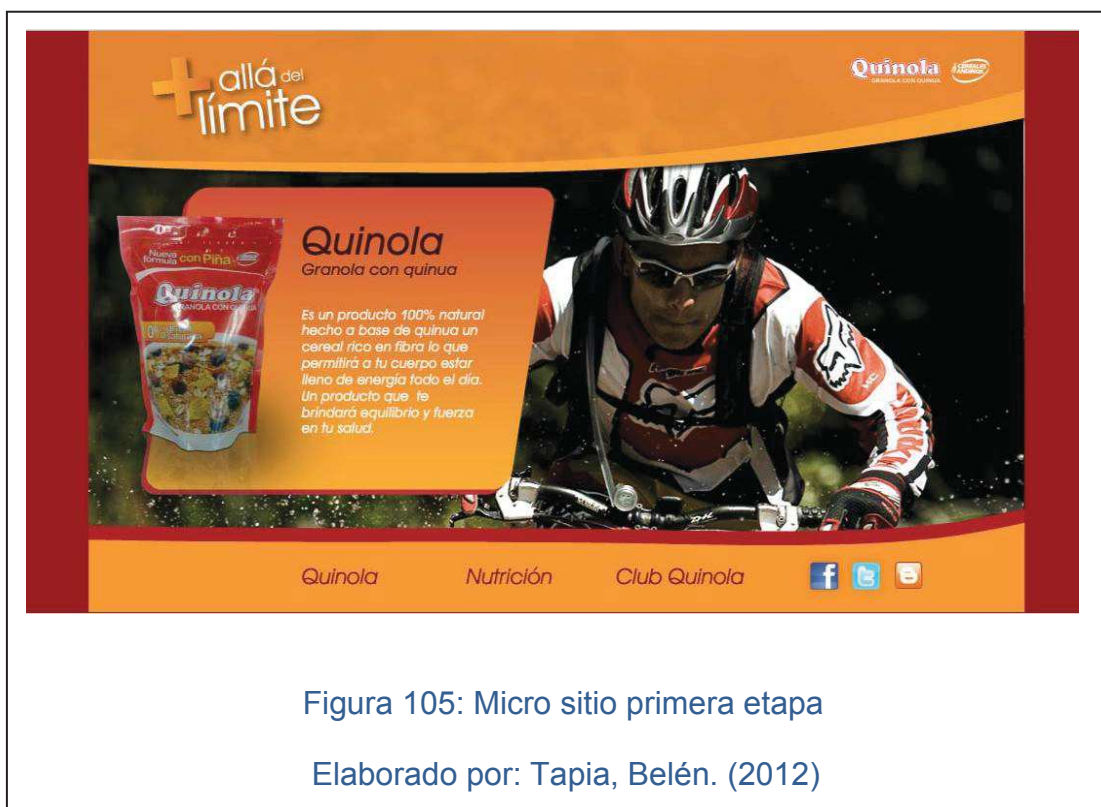 + allá del
límite
Quinola
GRANOLA CON QUINUA
CEREALES
ANDINOS
Nueva
fórmula con Piña
Quinola
GRANOLA CON QUINUA
0%
Quinola
Granola con quinua
Es un producto 100% natural
hecho a base de quinua un
cereal rico en fibra lo que
permitirá a tu cuerpo estar
lleno de energía todo el día.
Un producto que te
brindará equilibrio y fuerza
en tu salud.
Quinola
Nutrición
Club Quinola
Figura 105: Micro sitio primera etapa
Elaborado por: Tapia, Belén. (2012)